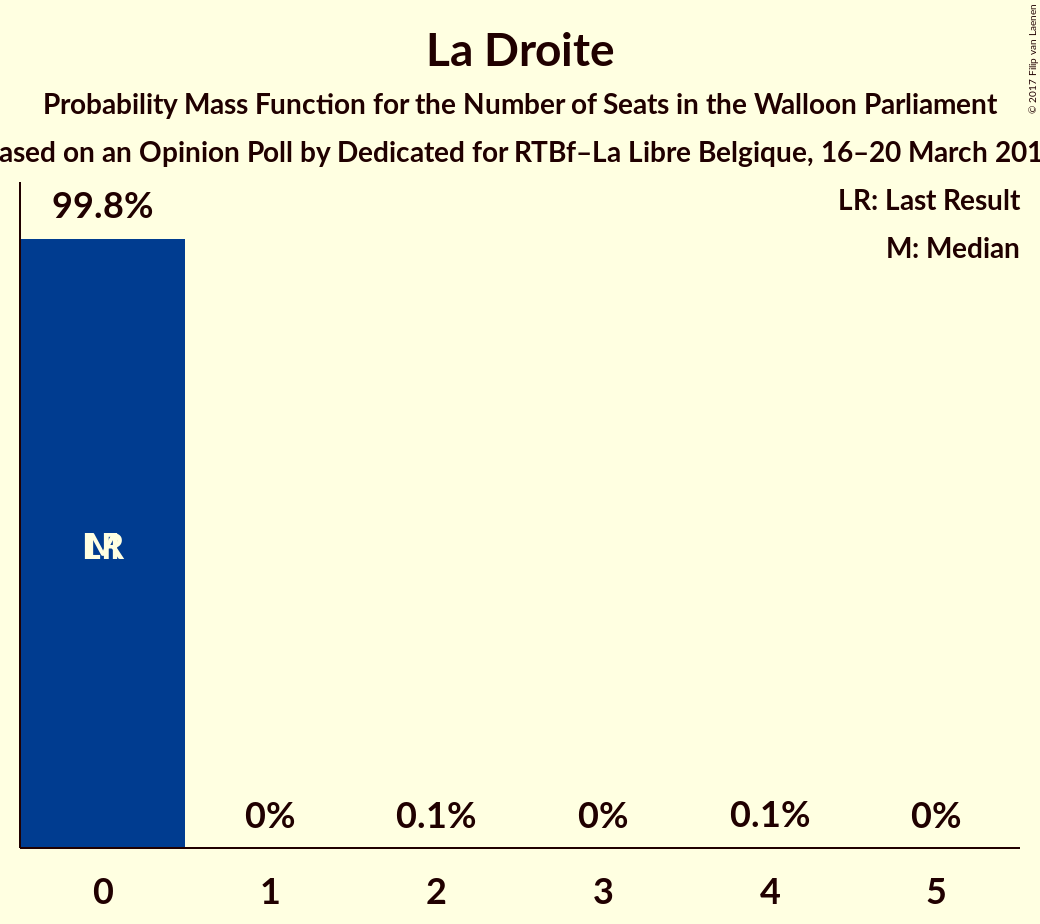 La Droite
Probability Mass Function for the Number of Seats in the Walloon Parliament
ased on an Opinion Poll by Dedicated for RTBf–La Libre Belgique, 16–20 March 201
© 2017 Filip van Laenen
LR: Last Result
M: Median
99.8%
LR
M
0% 0.1% 0% 0.1% 0%
0 1 2 3 4 5